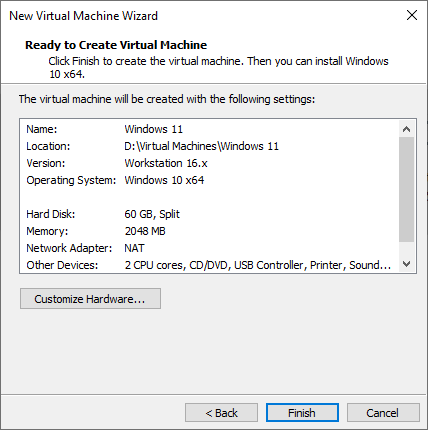 New Virtual Machine Wizard
Ready to Create Virtual Machine
Click Finish to create the virtual machine. Then you can install Windows
10 x64.
The virtual machine will be created with the following settings:
Name: Windows 11
Location: D:\Virtual Machines\Windows 11
Version: Workstation 16.x
Operating System: Windows 10 x64
Hard Disk: 60 GB, Split
Memory: 2048 MB
Network Adapter: NAT
Other Devices: 2 CPU cores, CD/DVD, USB Controller, Printer, Sound...
Customize Hardware...
< Back Finish Cancel